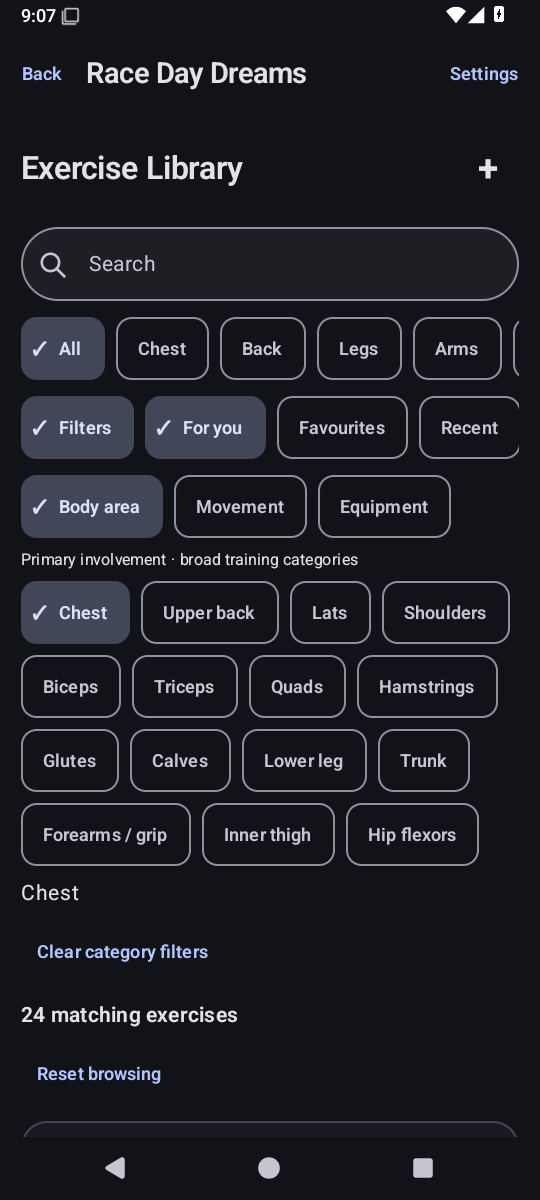 9:07
Back Race Day Dreams Settings
Exercise Library +
Search
✓ All Chest Back Legs Arms
✓ Filters ✓ For you Favourites Recent
✓ Body area Movement Equipment
Primary involvement · broad training categories
✓ Chest Upper back Lats Shoulders
Biceps Triceps Quads Hamstrings
Glutes Calves Lower leg Trunk
Forearms / grip Inner thigh Hip flexors
Chest
Clear category filters
24 matching exercises
Reset browsing